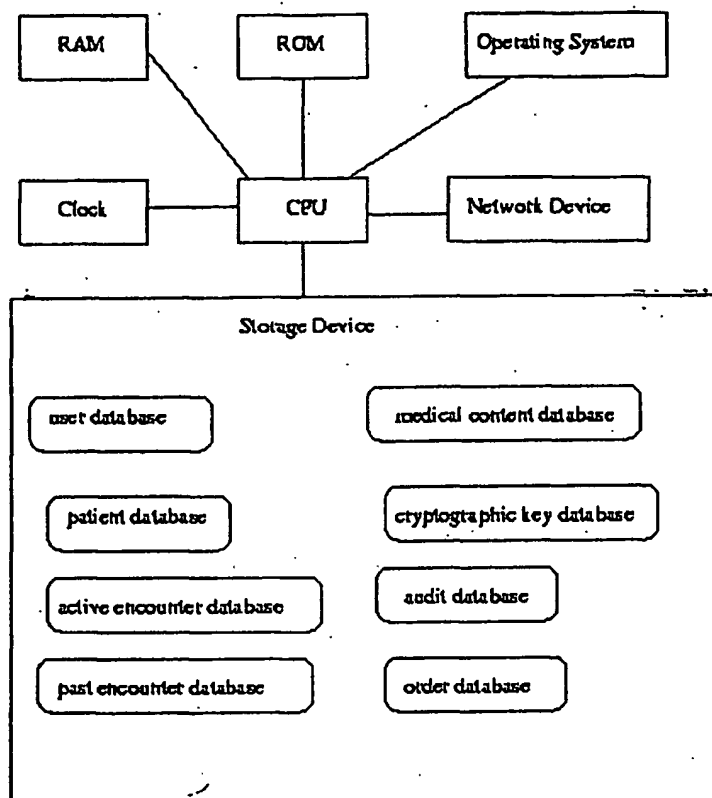 RAM
ROM
Operating System
Clock
CPU
Network Device
Storage Device
user database
medical content database
patient database
cryptographic key database
active encounter database
audit database
past encounter database
order database